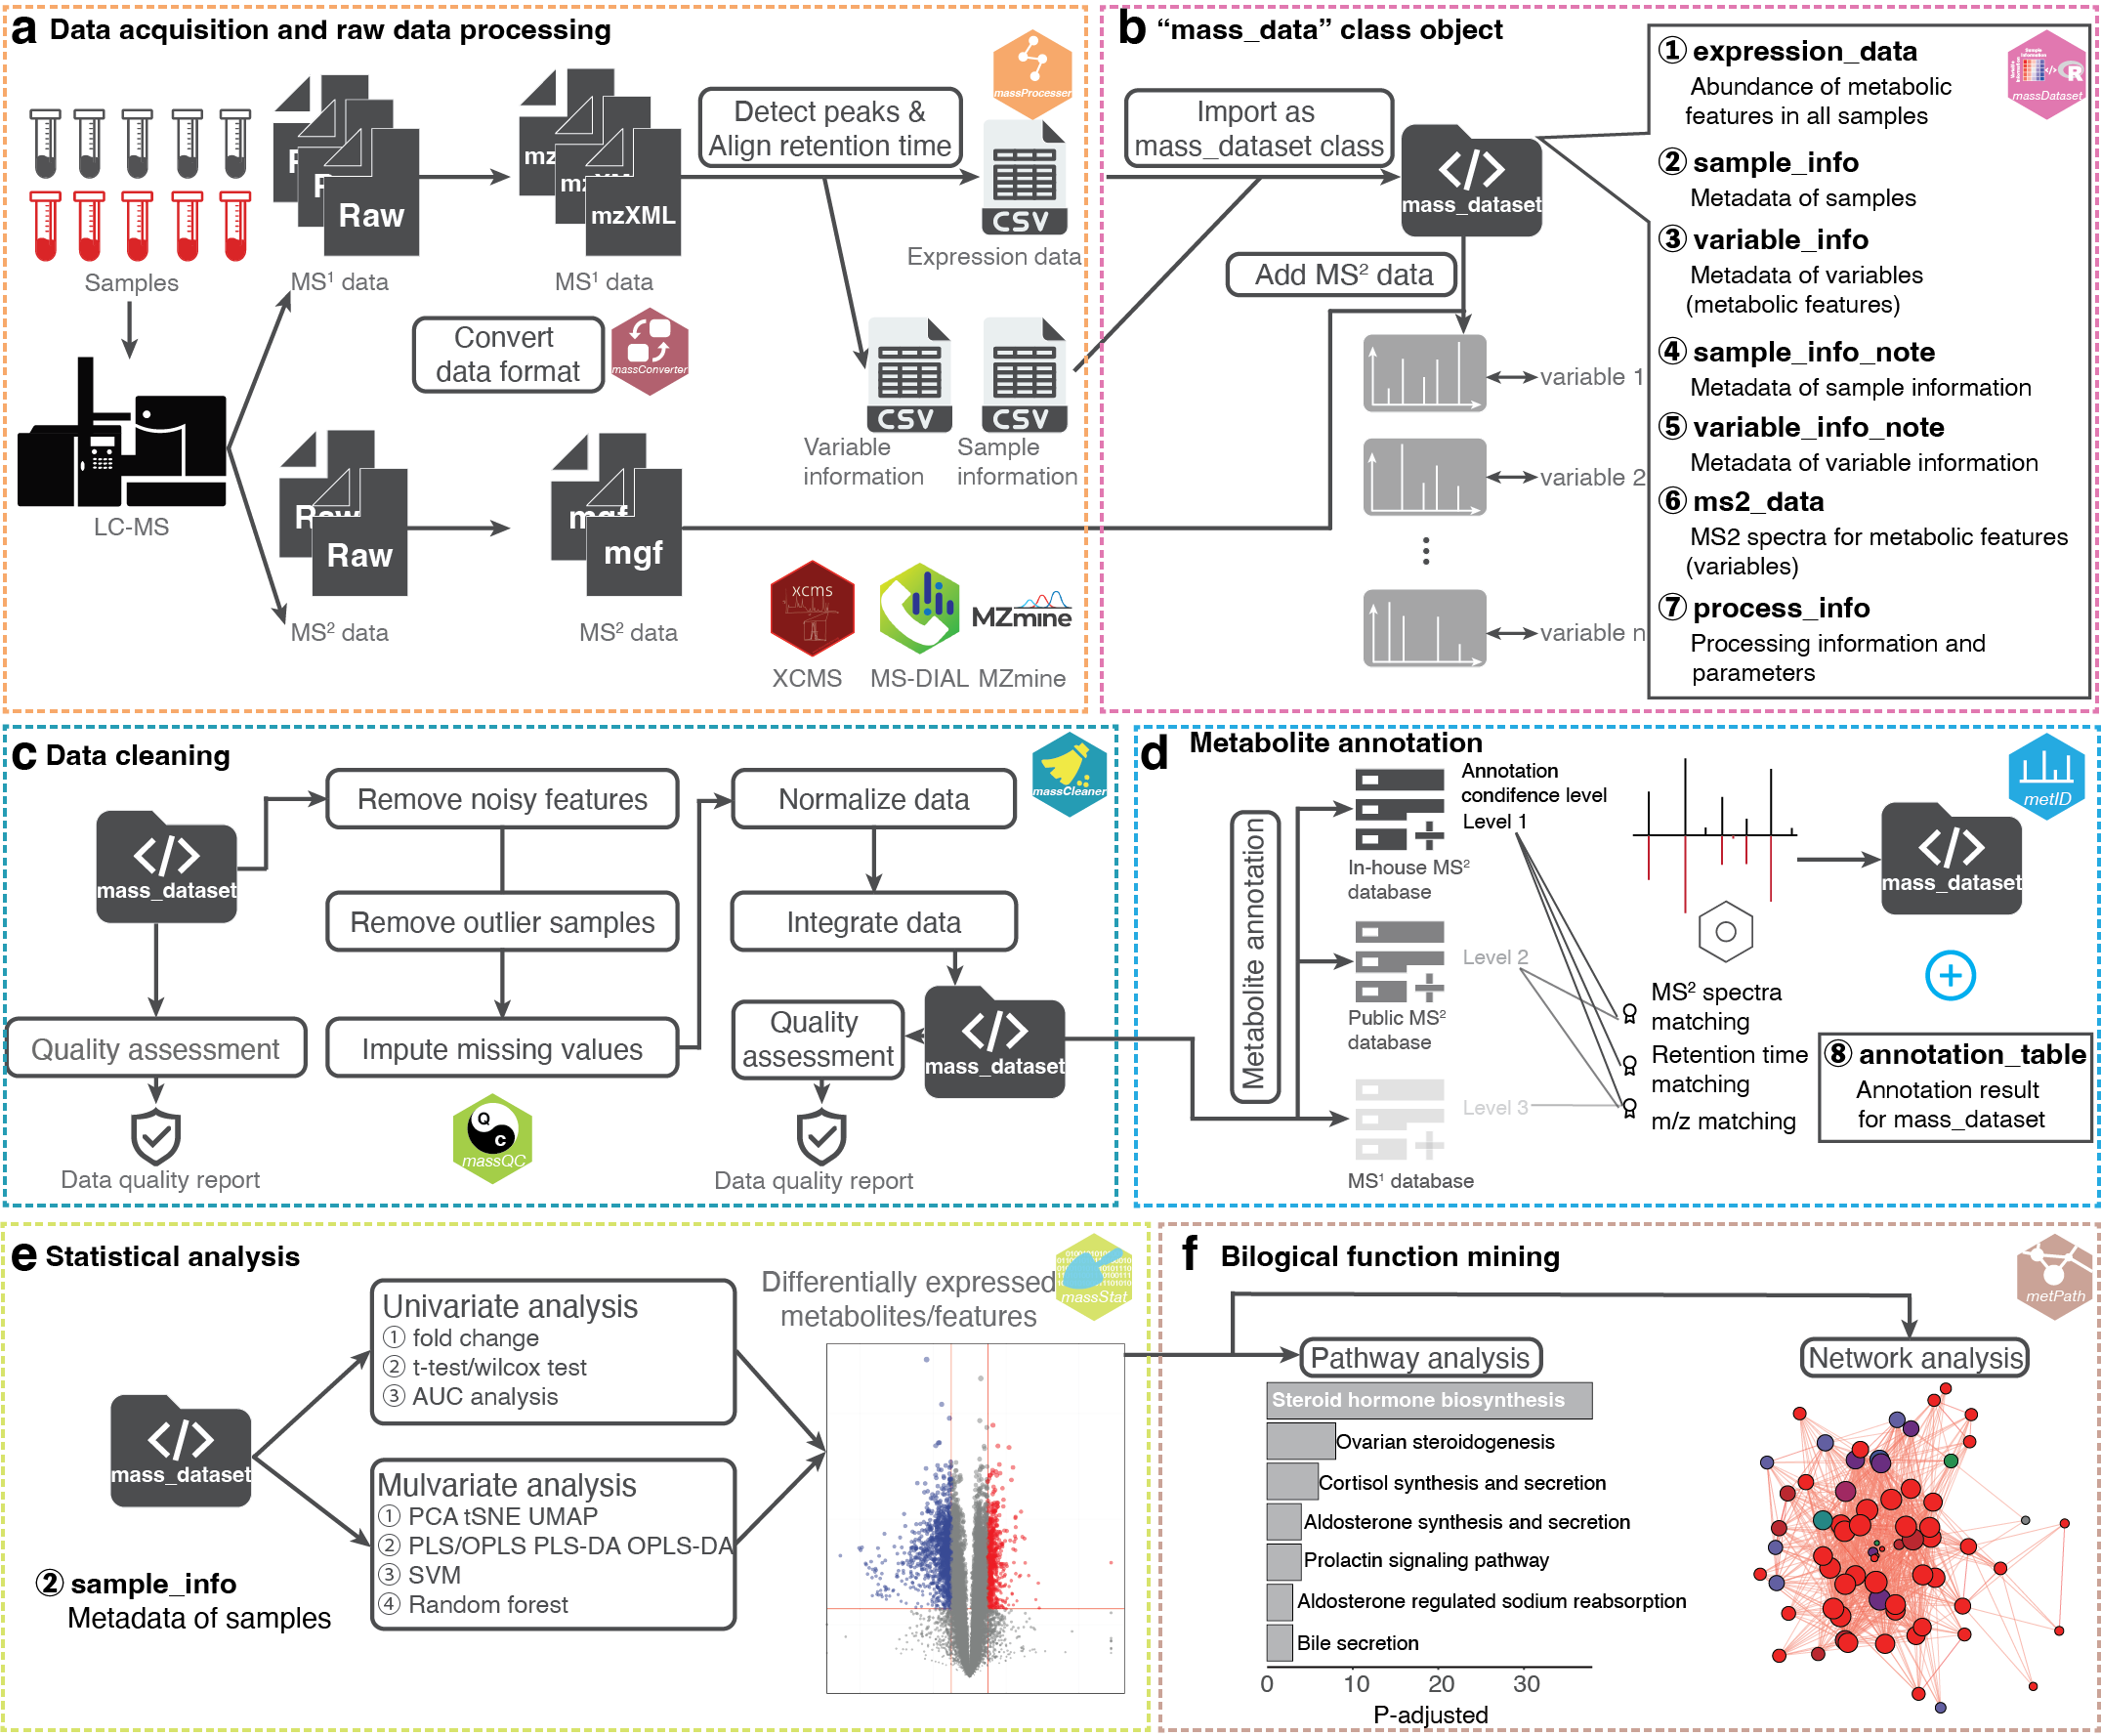 a Data acquisition and raw data processing
massProcesser
Samples
LC-MS
Raw
MS¹ data
mz
mzXML
MS¹ data
Convert
data format
massConverter
Detect peaks &
Align retention time
CSV
Expression data
CSV
Variable
information
CSV
Sample
information
Raw
Raw
MS² data
mgf
mgf
MS² data
xcms
XCMS
MS-DIAL
MZmine
MZmine
b “mass_data” class object
Import as
mass_dataset class
</>
mass_dataset
Add MS² data
variable 1
variable 2
variable n
massDataset
① expression_data
Abundance of metabolic
features in all samples
② sample_info
Metadata of samples
③ variable_info
Metadata of variables
(metabolic features)
④ sample_info_note
Metadata of sample information
⑤ variable_info_note
Metadata of variable information
⑥ ms2_data
MS2 spectra for metabolic features
(variables)
⑦ process_info
Processing information and
parameters
c Data cleaning
massCleaner
</>
mass_dataset
Quality assessment
Data quality report
Remove noisy features
Remove outlier samples
Impute missing values
Q
C
massQC
Normalize data
Integrate data
</>
mass_dataset
Quality
assessment
Data quality report
d Metabolite annotation
metID
Metabolite annotation
In-house MS²
database
Public MS²
database
MS¹ database
Annotation
condifence level
Level 1
Level 2
Level 3
MS² spectra
matching
Retention time
matching
m/z matching
</>
mass_dataset
⑧ annotation_table
Annotation result
for mass_dataset
e Statistical analysis
massStat
</>
mass_dataset
② sample_info
Metadata of samples
Univariate analysis
① fold change
② t-test/wilcox test
③ AUC analysis
Mulvariate analysis
① PCA tSNE UMAP
② PLS/OPLS PLS-DA OPLS-DA
③ SVM
④ Random forest
Differentially expressed
metabolites/features
f Bilogical function mining
metPath
Pathway analysis
Steroid hormone biosynthesis
Ovarian steroidogenesis
Cortisol synthesis and secretion
Aldosterone synthesis and secretion
Prolactin signaling pathway
Aldosterone regulated sodium reabsorption
Bile secretion
0 10 20 30
P-adjusted
Network analysis